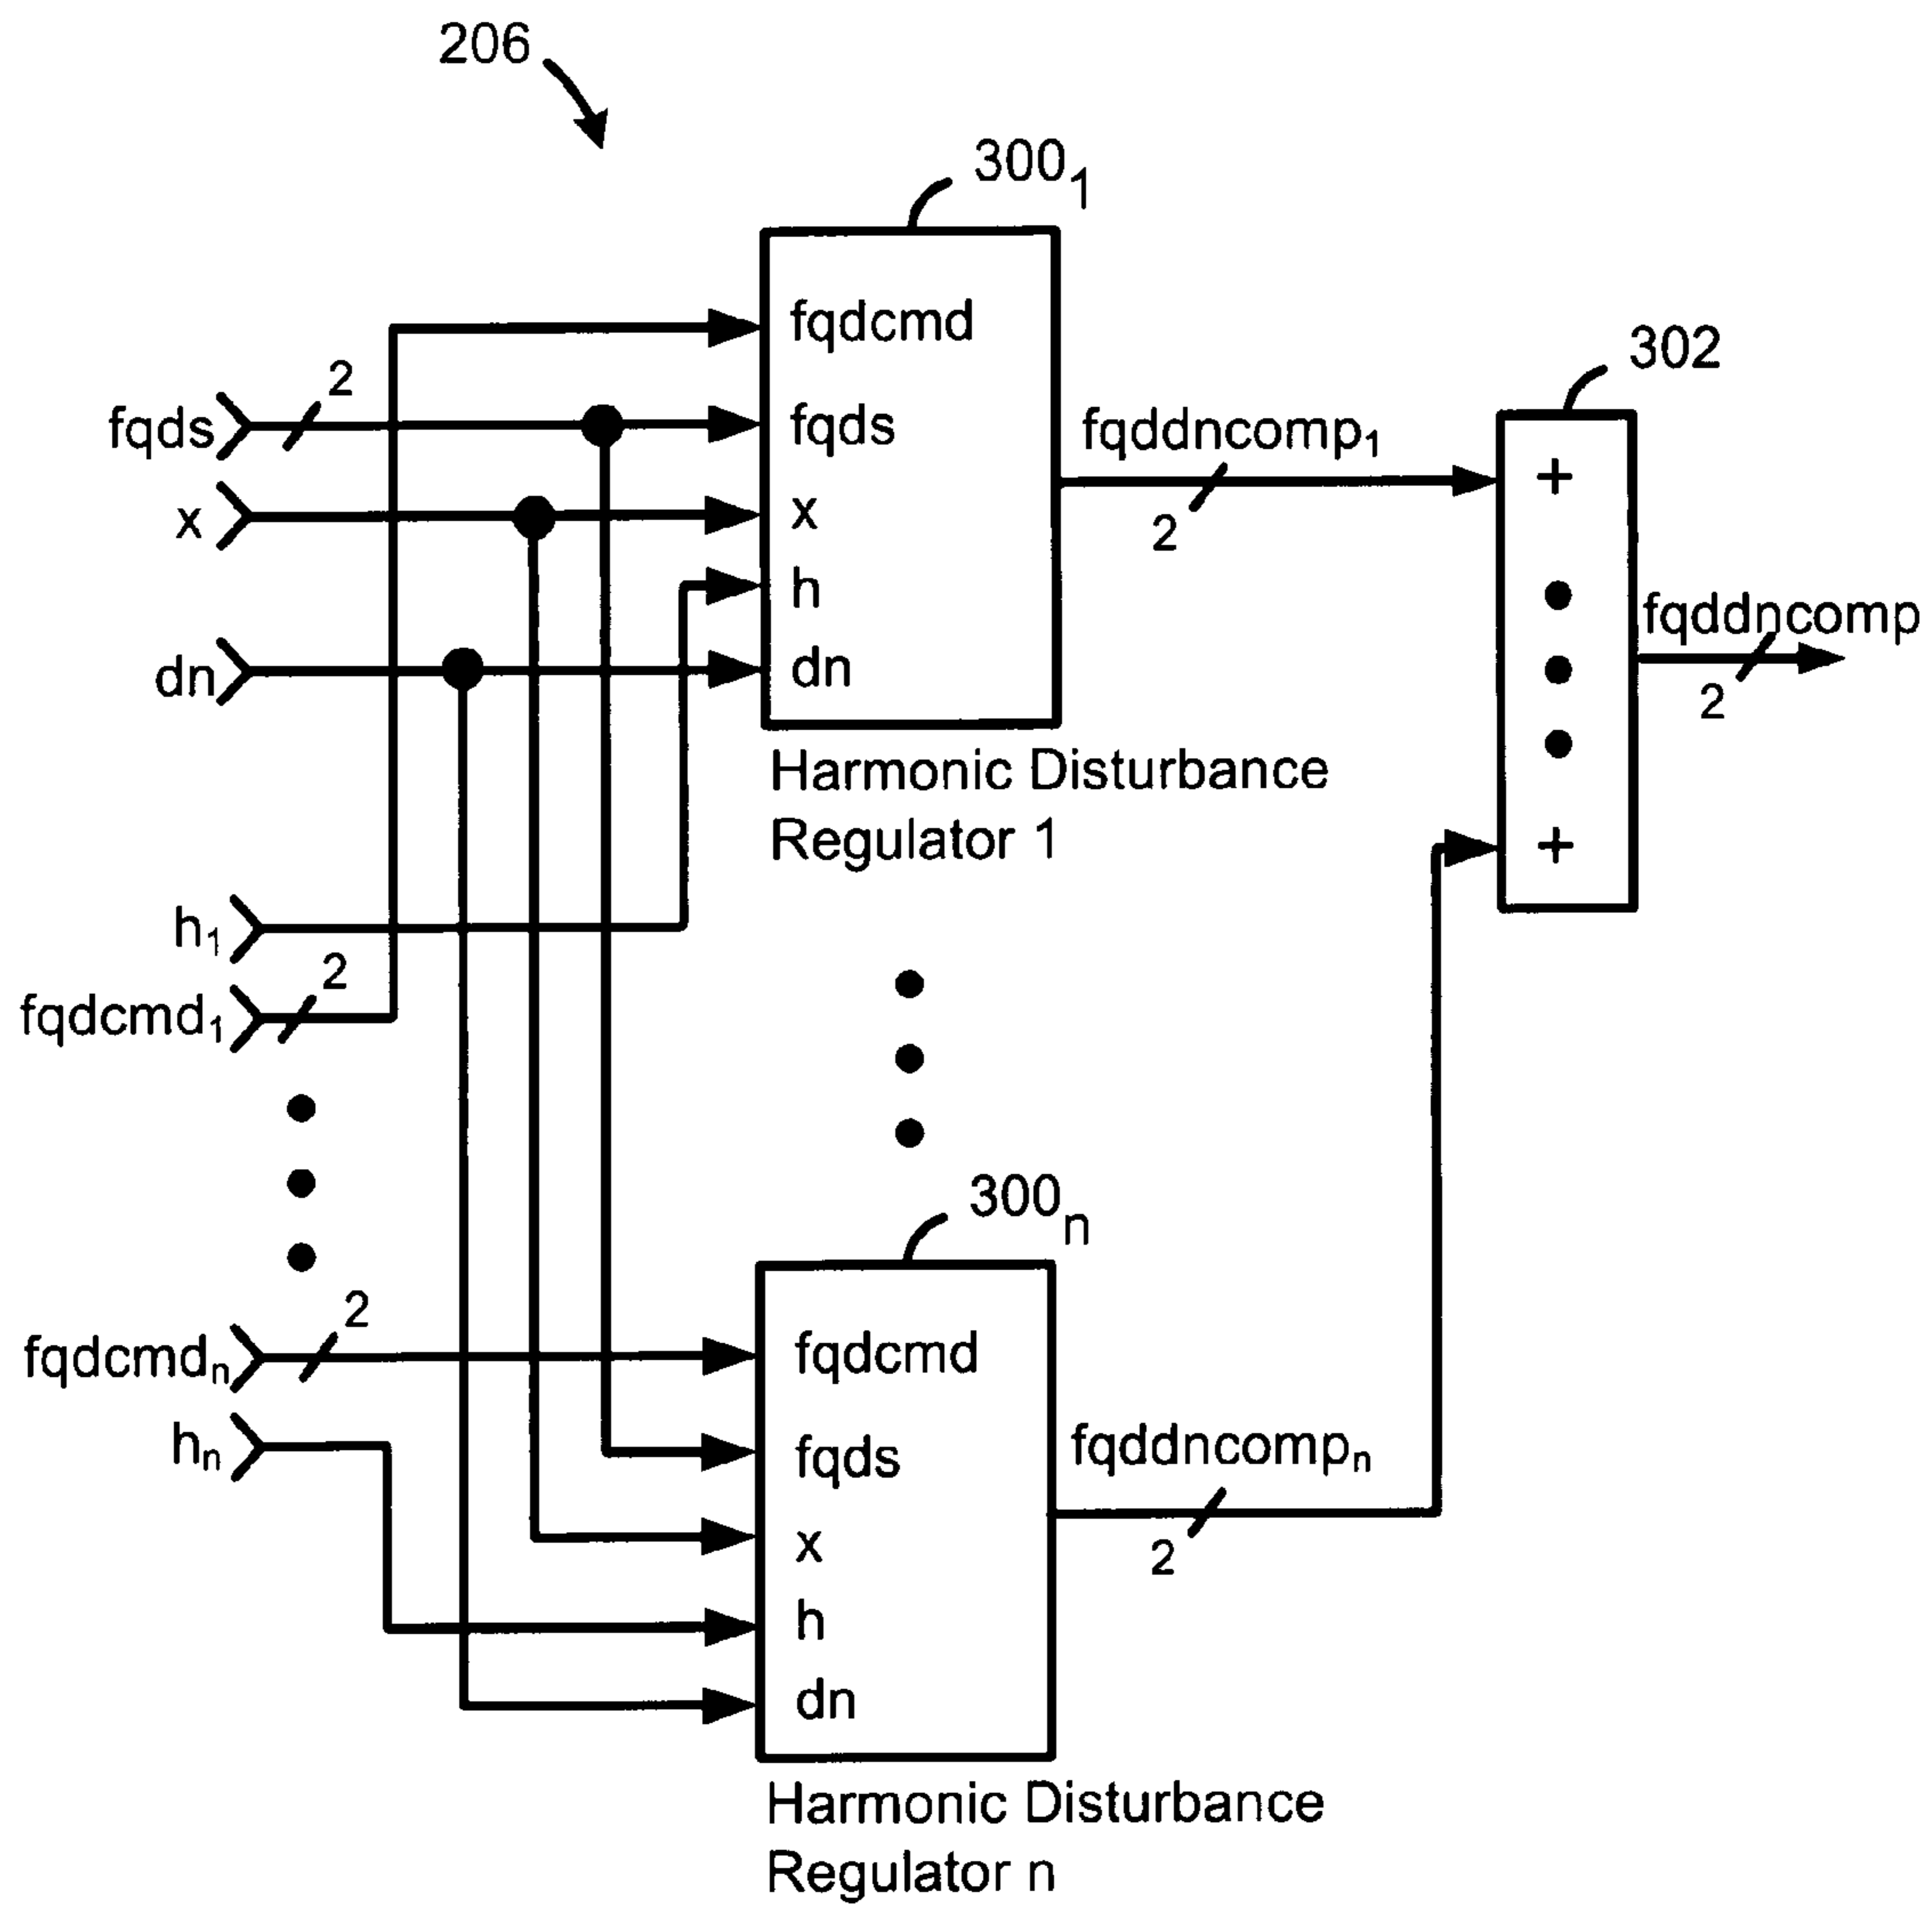 206
300₁
fqdcmd
302
2
fqds
fqds
fqddncomp₁
+
x
x
2
h
fqddncomp
dn
dn
2
Harmonic Disturbance
Regulator 1
+
h₁
2
fqdcmd₁
300ₙ
2
fqdcmdₙ
fqdcmd
hₙ
fqds
fqddncompₙ
x
2
h
dn
Harmonic Disturbance
Regulator n